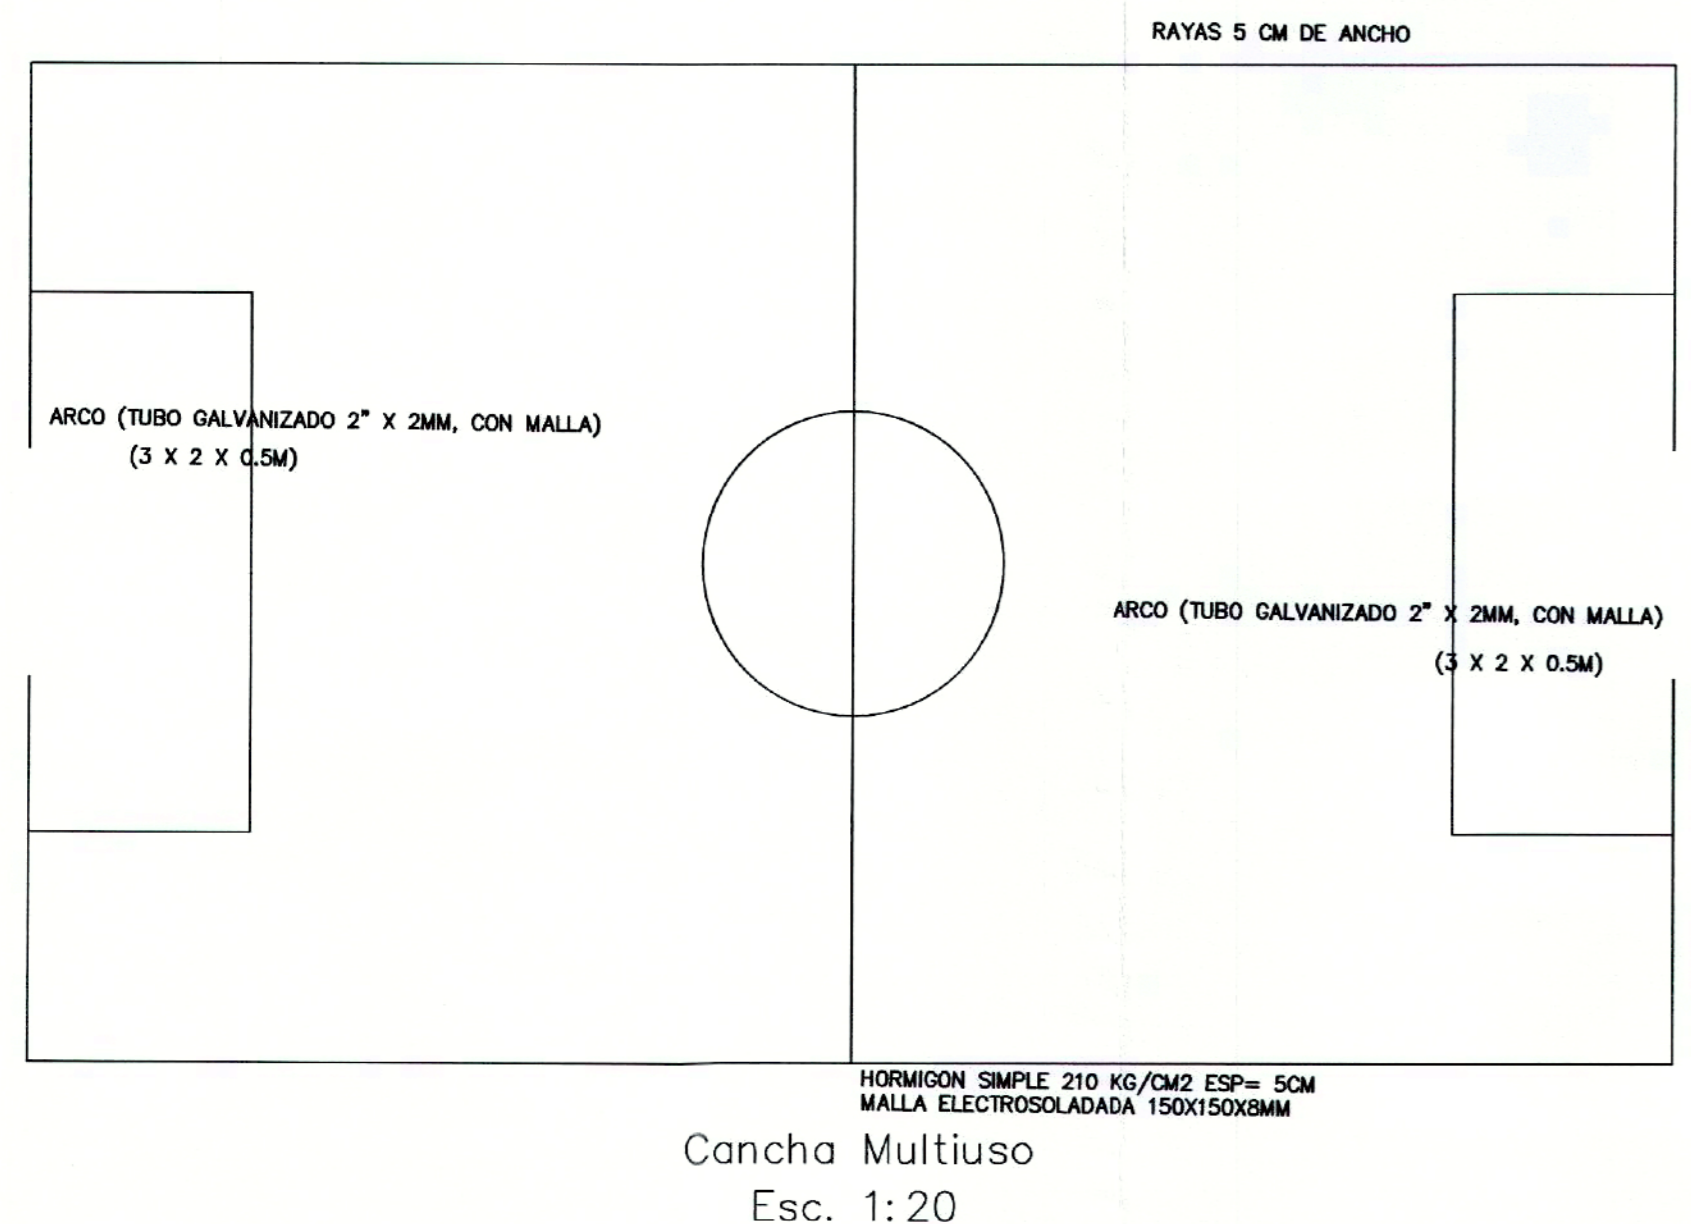 RAYAS 5 CM DE ANCHO
ARCO (TUBO GALVANIZADO 2" X 2MM, CON MALLA)
(3 X 2 X 0.5M)
ARCO (TUBO GALVANIZADO 2" X 2MM, CON MALLA)
(3 X 2 X 0.5M)
HORMIGON SIMPLE 210 KG/CM2 ESP= 5CM
MALLA ELECTROSOLADADA 150X150X8MM
Cancha Multiuso
Esc. 1:20